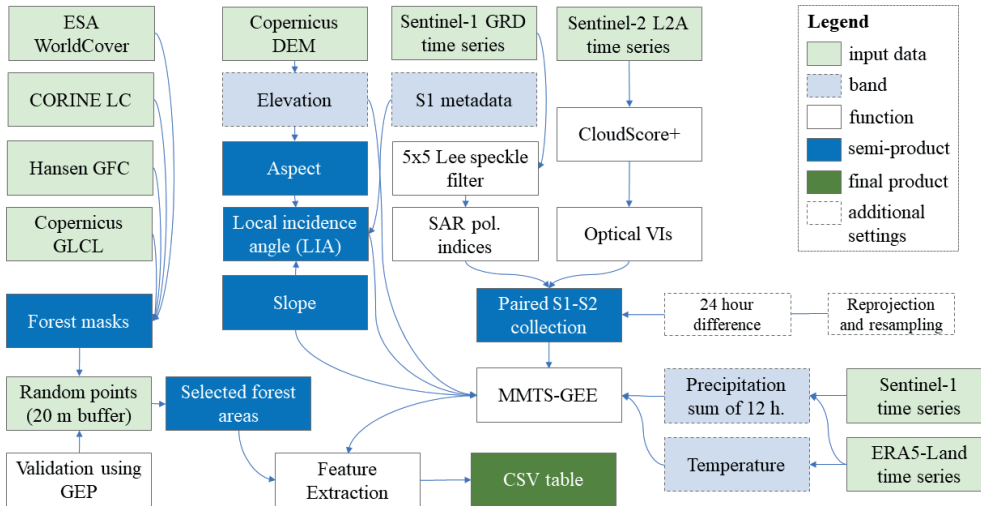 ESA
WorldCover
Copernicus
DEM
Sentinel-1 GRD
time series
Sentinel-2 L2A
time series
Legend
input data
band
function
semi-product
final product
additional
settings
CORINE LC
Elevation
S1 metadata
CloudScore+
Hansen GFC
Aspect
5x5 Lee speckle
filter
Copernicus
GLCL
Local incidence
angle (LIA)
SAR pol.
indices
Optical VIs
Forest masks
Slope
Paired S1-S2
collection
24 hour
difference
Reprojection
and resampling
Random points
(20 m buffer)
Selected forest
areas
MMTS-GEE
Precipitation
sum of 12 h.
Sentinel-1
time series
Validation using
GEP
Feature
Extraction
CSV table
Temperature
ERA5-Land
time series